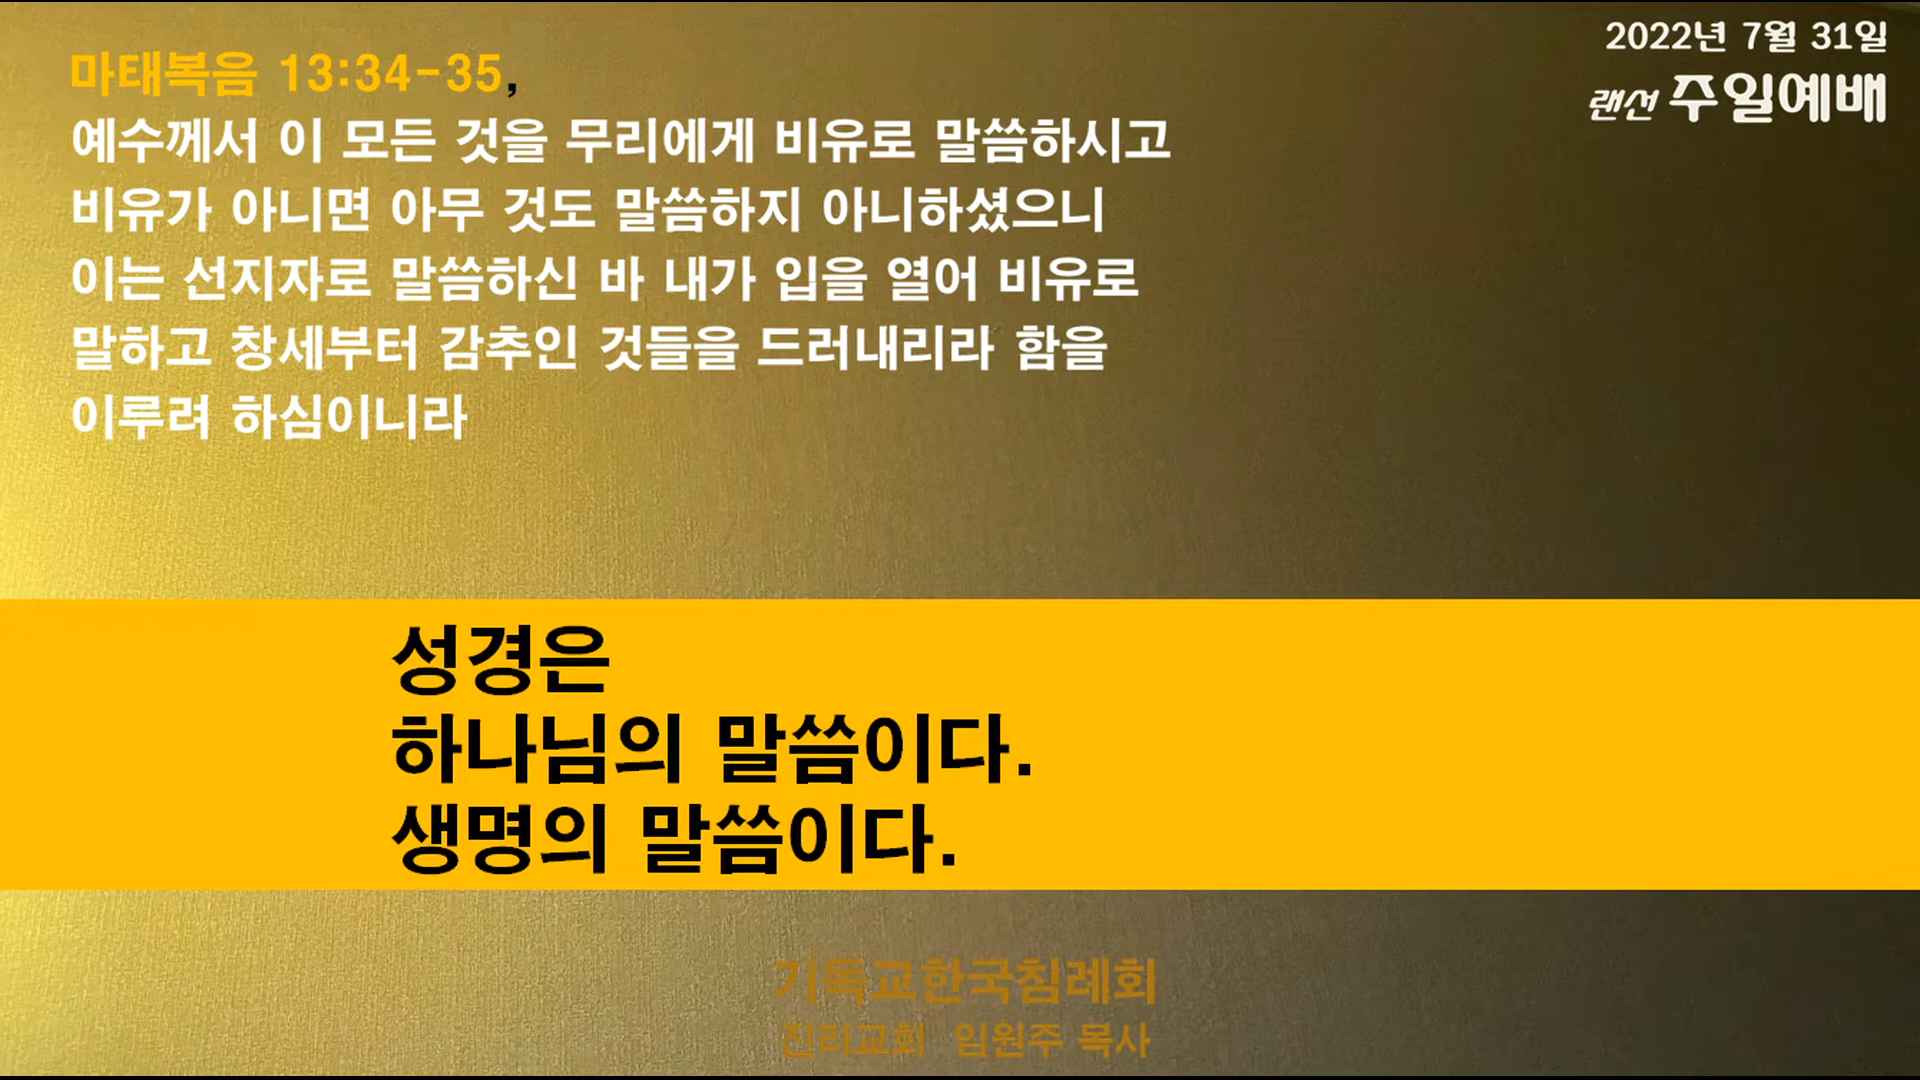 마태복음 13:34-35,
예수께서 이 모든 것을 무리에게 비유로 말씀하시고
비유가 아니면 아무 것도 말씀하지 아니하셨으니
이는 선지자로 말씀하신 바 내가 입을 열어 비유로
말하고 창세부터 감추인 것들을 드러내리라 함을
이루려 하심이니라
2022년 7월 31일
랜선 주일예배
성경은
하나님의 말씀이다.
생명의 말씀이다.
기독교한국침례회
진리교회 임원주 목사